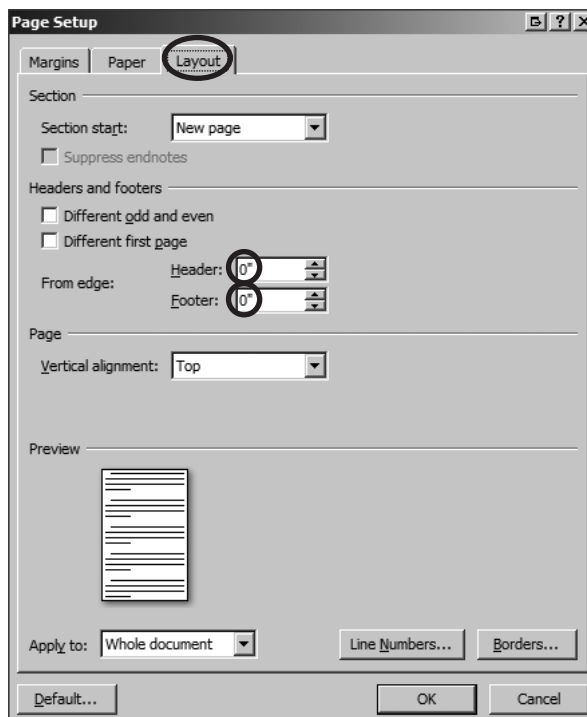 Page Setup
Margins Paper Layout
Section
Section start: New page
Suppress endnotes
Headers and footers
Different odd and even
Different first page
From edge: Header: 0"
Footer: 0"
Page
Vertical alignment: Top
Preview
Apply to: Whole document Line Numbers... Borders...
Default... OK Cancel